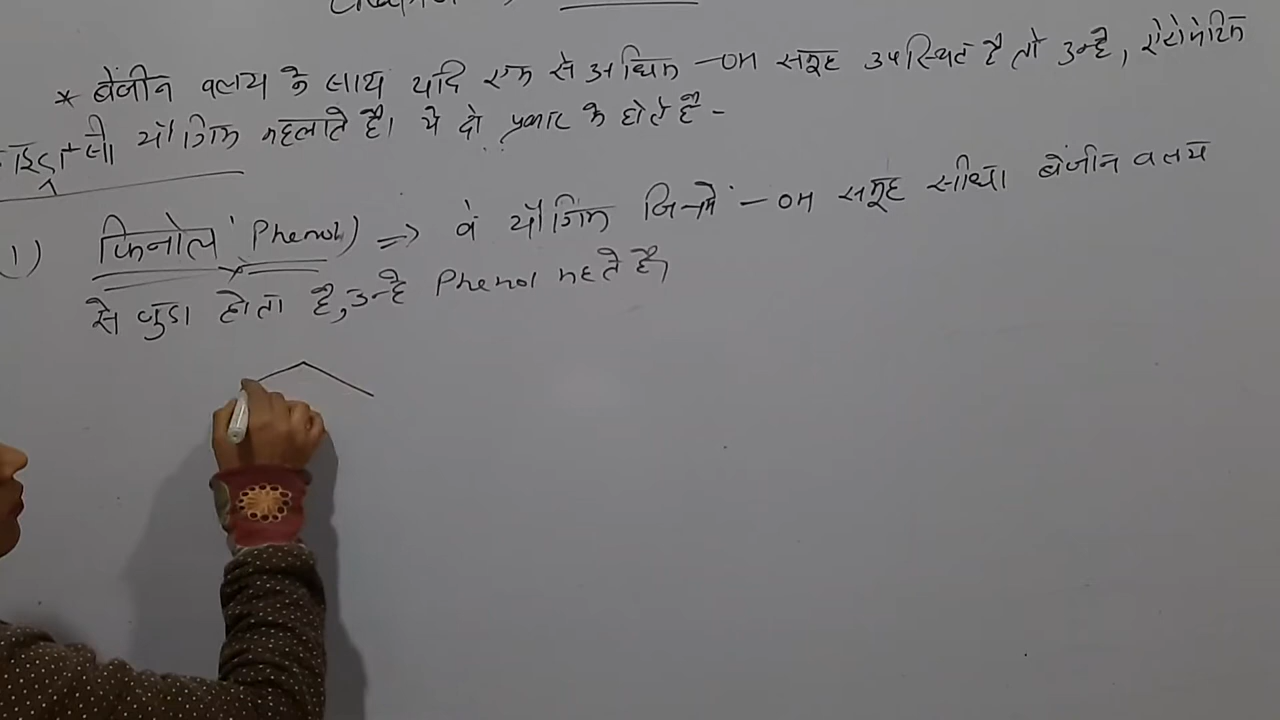 * बेंजीन वलय के साथ यदि एक से अधिक -OH समूह उपस्थित है तो उन्हें, ऐरोमेटिक
हाइड्रॉक्सी यौगिक कहलाते है। ये दो प्रकार के होते है -
1) फिनोल (Phenol) => वे यौगिक जिनमें -OH समूह सीधा बेंजीन वलय
से जुडा होता है, उन्हे Phenol कहते है,